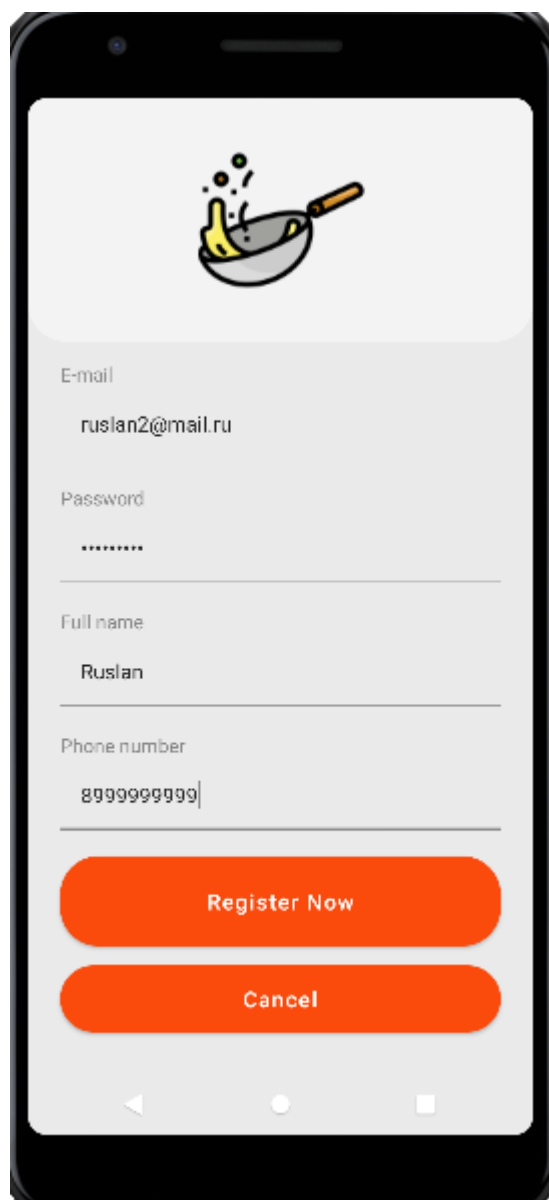 E-mail
ruslan2@mail.ru
Password
•••••••••
Full name
Ruslan
Phone number
8999999999
Register Now
Cancel